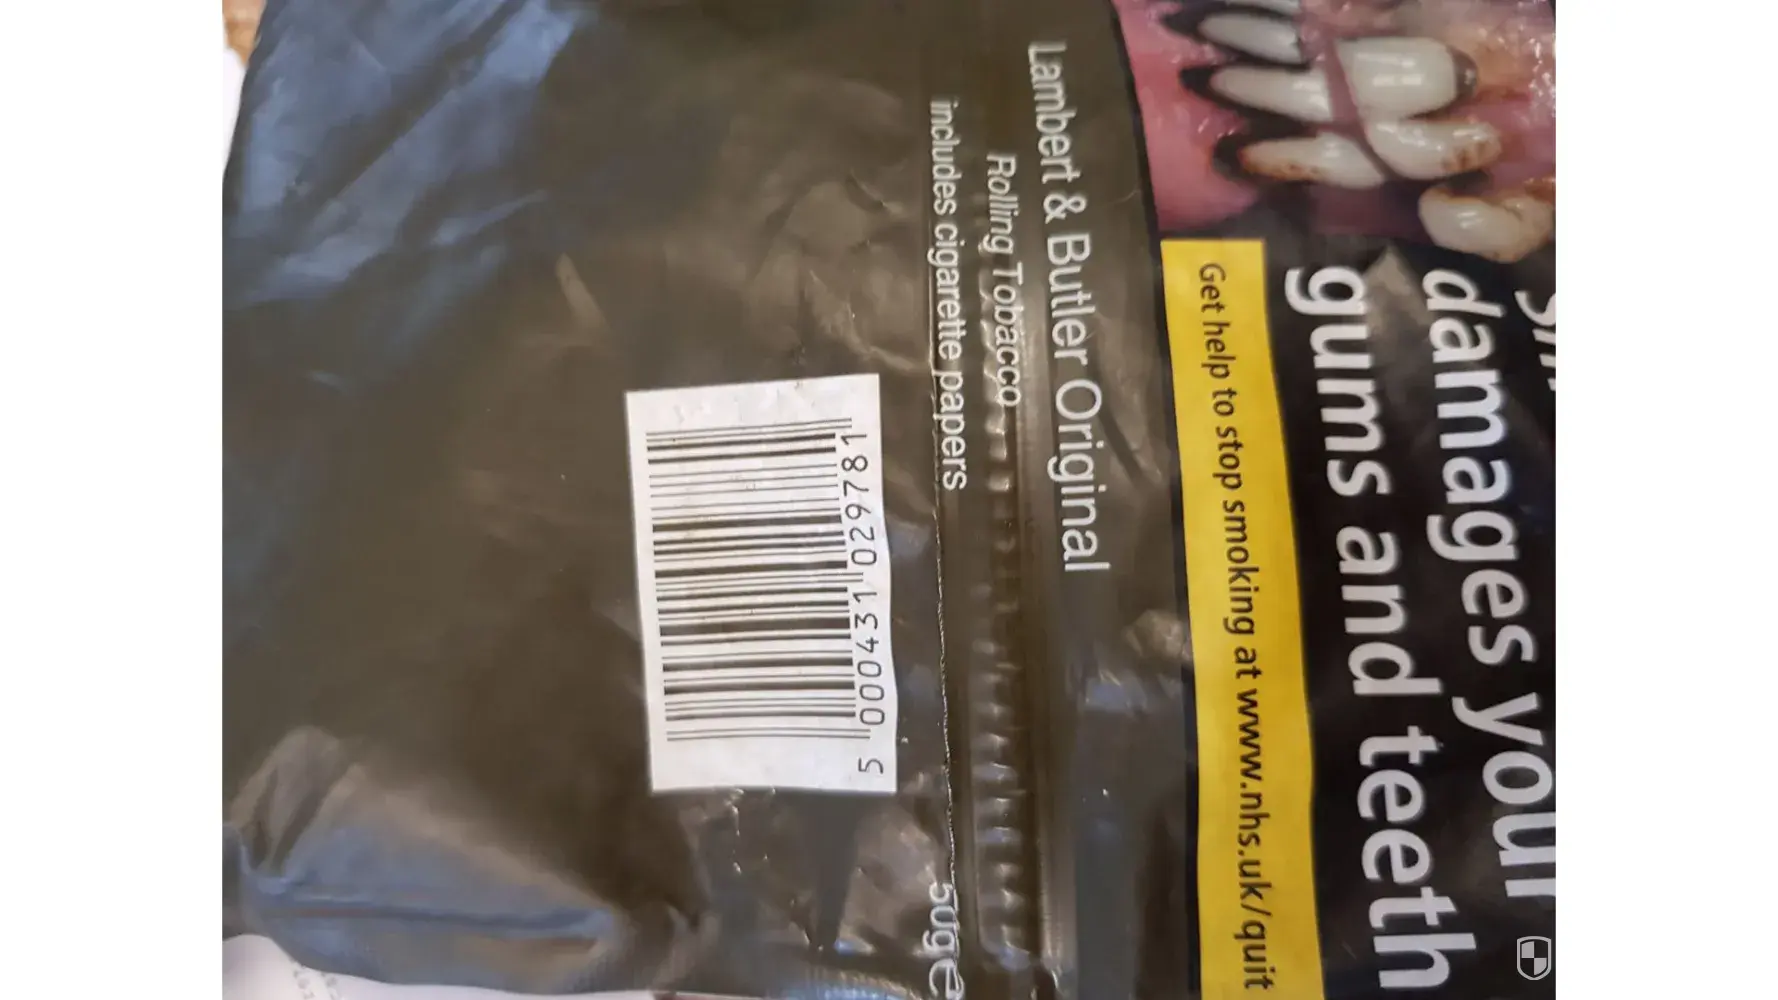 damages your
gums and teeth
Get help to stop smoking at www.nhs.uk/quit
Lambert & Butler Original
Rolling Tobacco
includes cigarette papers
50g e
5 000431 029781